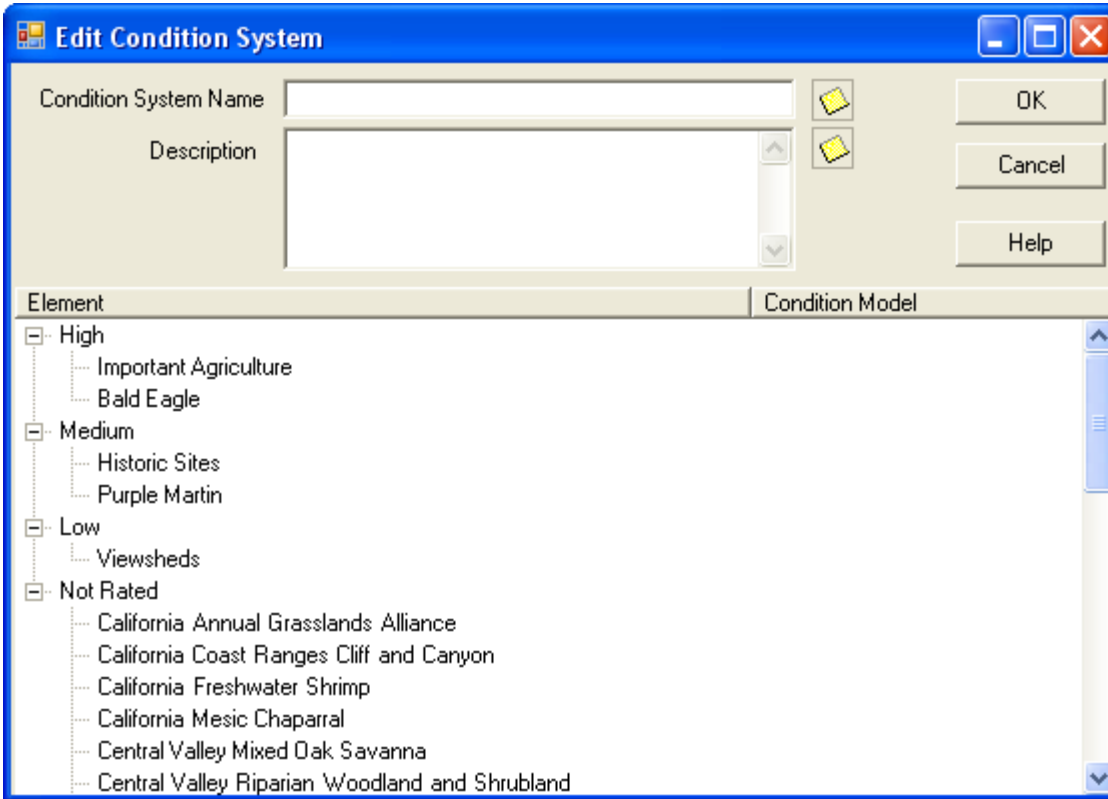 Edit Condition System
Condition System Name
OK
Description
Cancel
Help
Element Condition Model
High
Important Agriculture
Bald Eagle
Medium
Historic Sites
Purple Martin
Low
Viewsheds
Not Rated
California Annual Grasslands Alliance
California Coast Ranges Cliff and Canyon
California Freshwater Shrimp
California Mesic Chaparral
Central Valley Mixed Oak Savanna
Central Valley Riparian Woodland and Shrubland